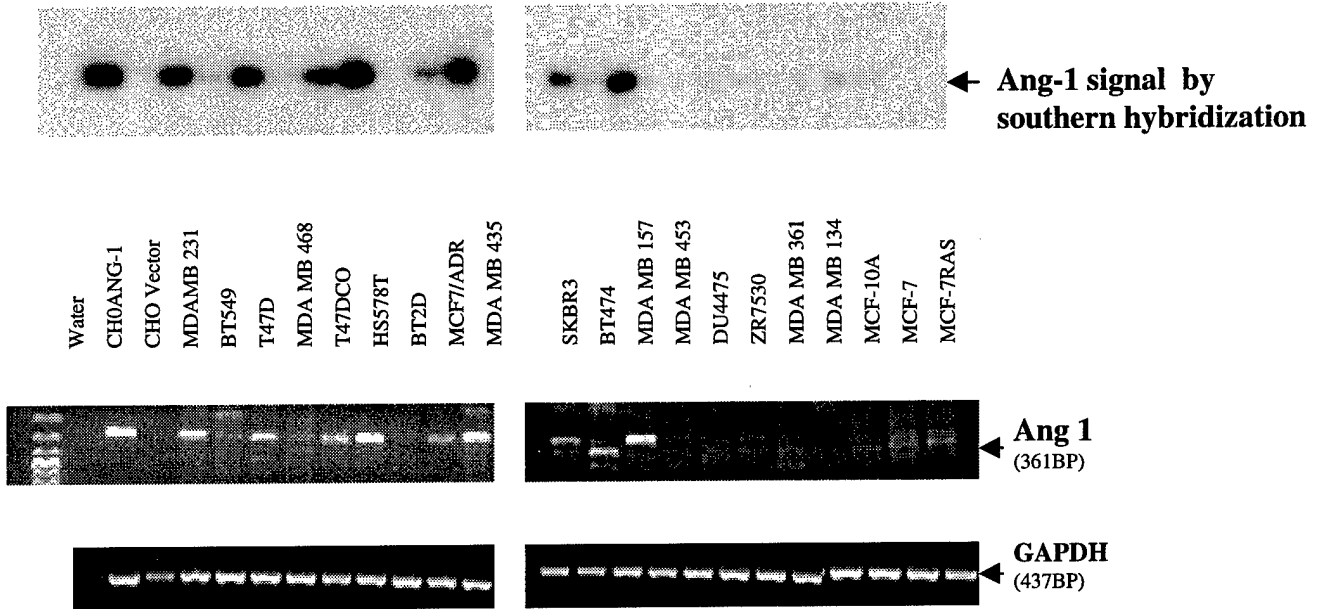 Ang-1 signal by
southern hybridization
Water
CH0ANG-1
CHO Vector
MDAMB 231
BT549
T47D
MDA MB 468
T47DCO
HS578T
BT2D
MCF7/ADR
MDA MB 435
SKBR3
BT474
MDA MB 157
MDA MB 453
DU4475
ZR7530
MDA MB 361
MDA MB 134
MCF-10A
MCF-7
MCF-7RAS
Ang 1
(361BP)
GAPDH
(437BP)